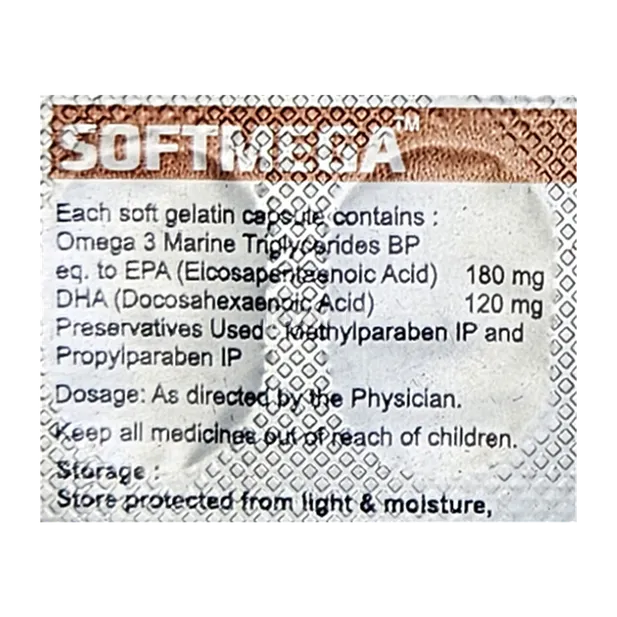 SOFTMEGA™
Each soft gelatin capsule contains :
Omega 3 Marine Triglycerides BP
eq. to EPA (Eicosapentaenoic Acid) 180 mg
DHA (Docosahexaenoic Acid) 120 mg
Preservatives Used : Methylparaben IP and
Propylparaben IP
Dosage: As directed by the Physician.
Keep all medicines out of reach of children.
Storage :
Store protected from light & moisture,